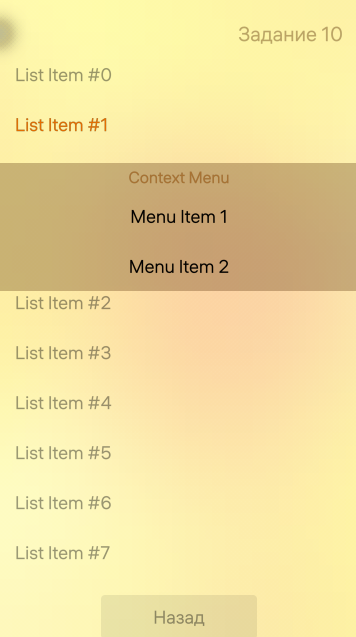 Задание 10
List Item #0
List Item #1
Context Menu
Menu Item 1
Menu Item 2
List Item #2
List Item #3
List Item #4
List Item #5
List Item #6
List Item #7
Назад